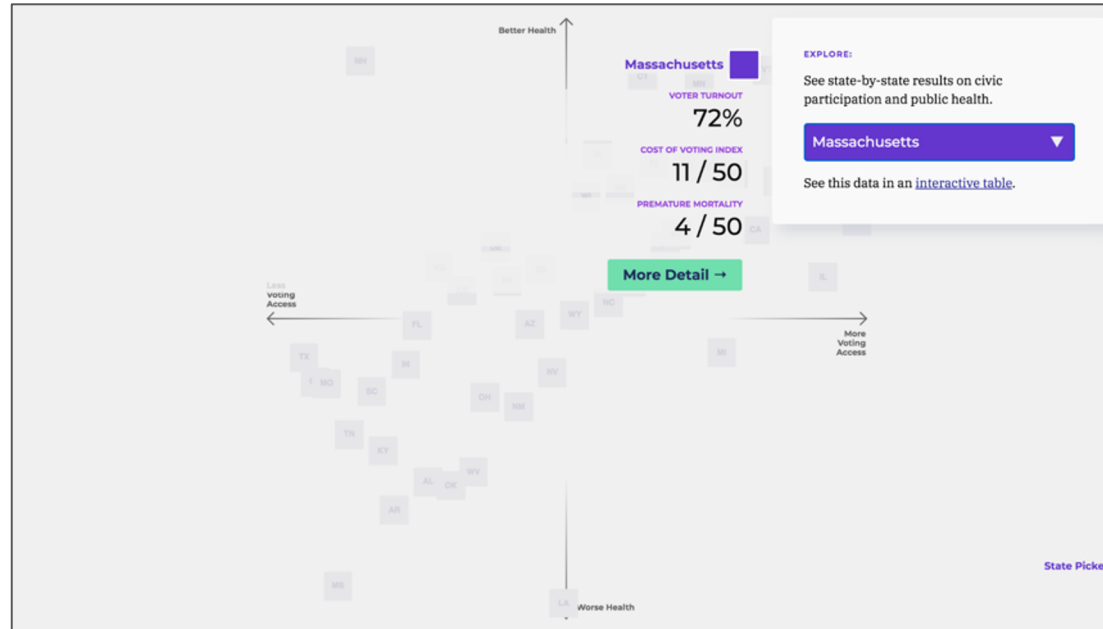 Better Health
NH
Massachusetts
VOTER TURNOUT
72%
COST OF VOTING INDEX
11 / 50
PREMATURE MORTALITY
4 / 50
More Detail →
EXPLORE:
See state-by-state results on civic
participation and public health.
Massachusetts ▼
See this data in an interactive table.
CT
CA
IL
Less
Voting
Access
More
Voting
Access
FL
AZ
WY
NC
TX
IN
MI
MO
SC
NV
OH
NM
TN
KY
AL
OK
WV
AR
MS
LA
Worse Health
State Picke